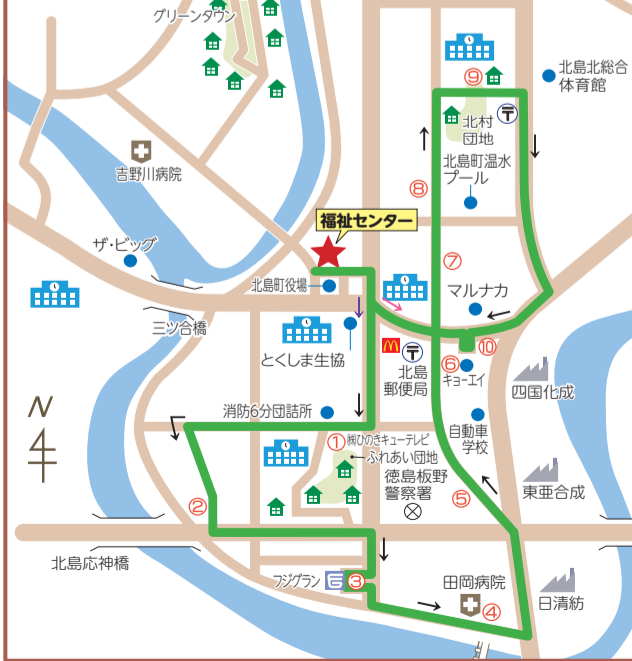 グリーンタウン
⑨
北島北総合
体育館
北村
団地
吉野川病院
北島町温水
プール
⑧
福祉センター
ザ・ビッグ
⑦
北島町役場
マルナカ
三ツ合橋
とくしま生協
M
北島
郵便局
⑥
⑩
キョーエイ
四国化成
N
消防6分団詰所
自動車
学校
①
㈱ひのきキューテレビ
ふれあい団地
徳島板野
警察署
②
⑤
東亜合成
北島応神橋
フジグラン
③
田岡病院
④
日清紡